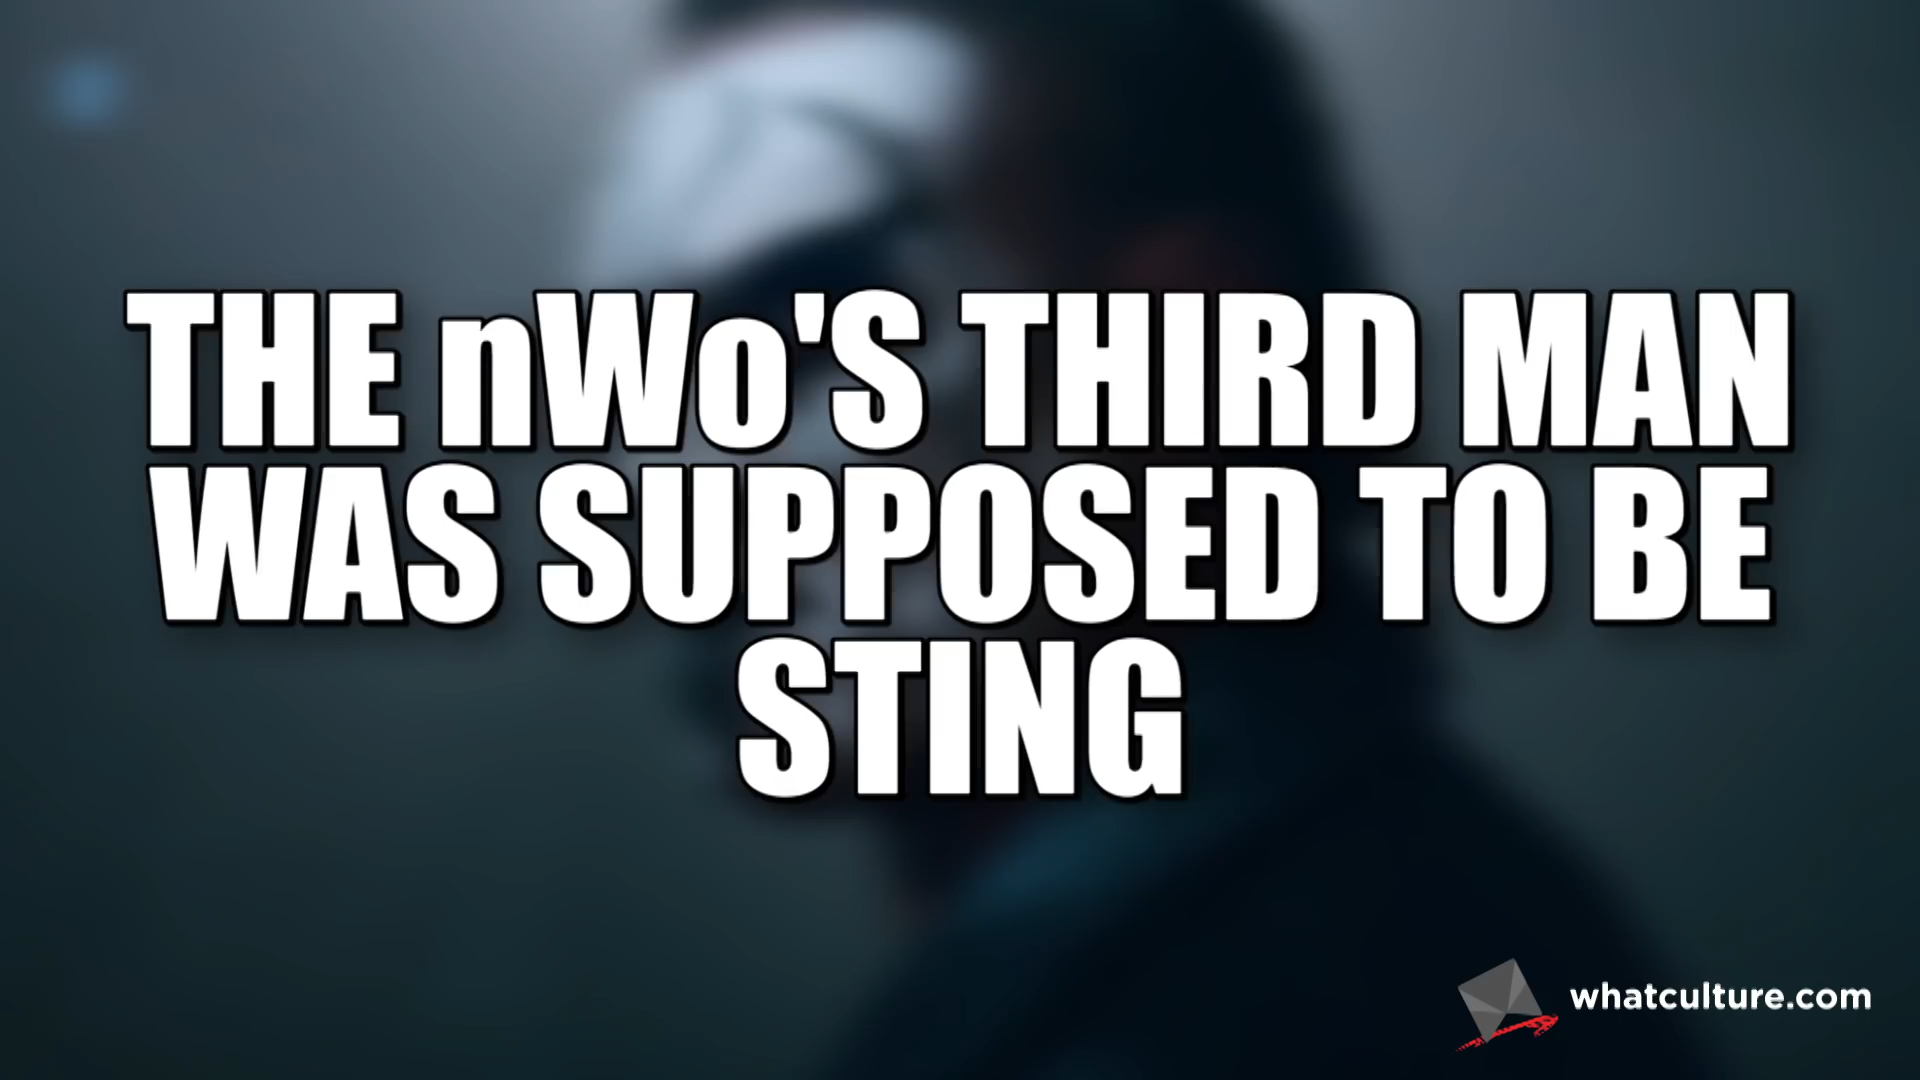 THE nWo'S THIRD MAN
WAS SUPPOSED TO BE
STING
whatculture.com